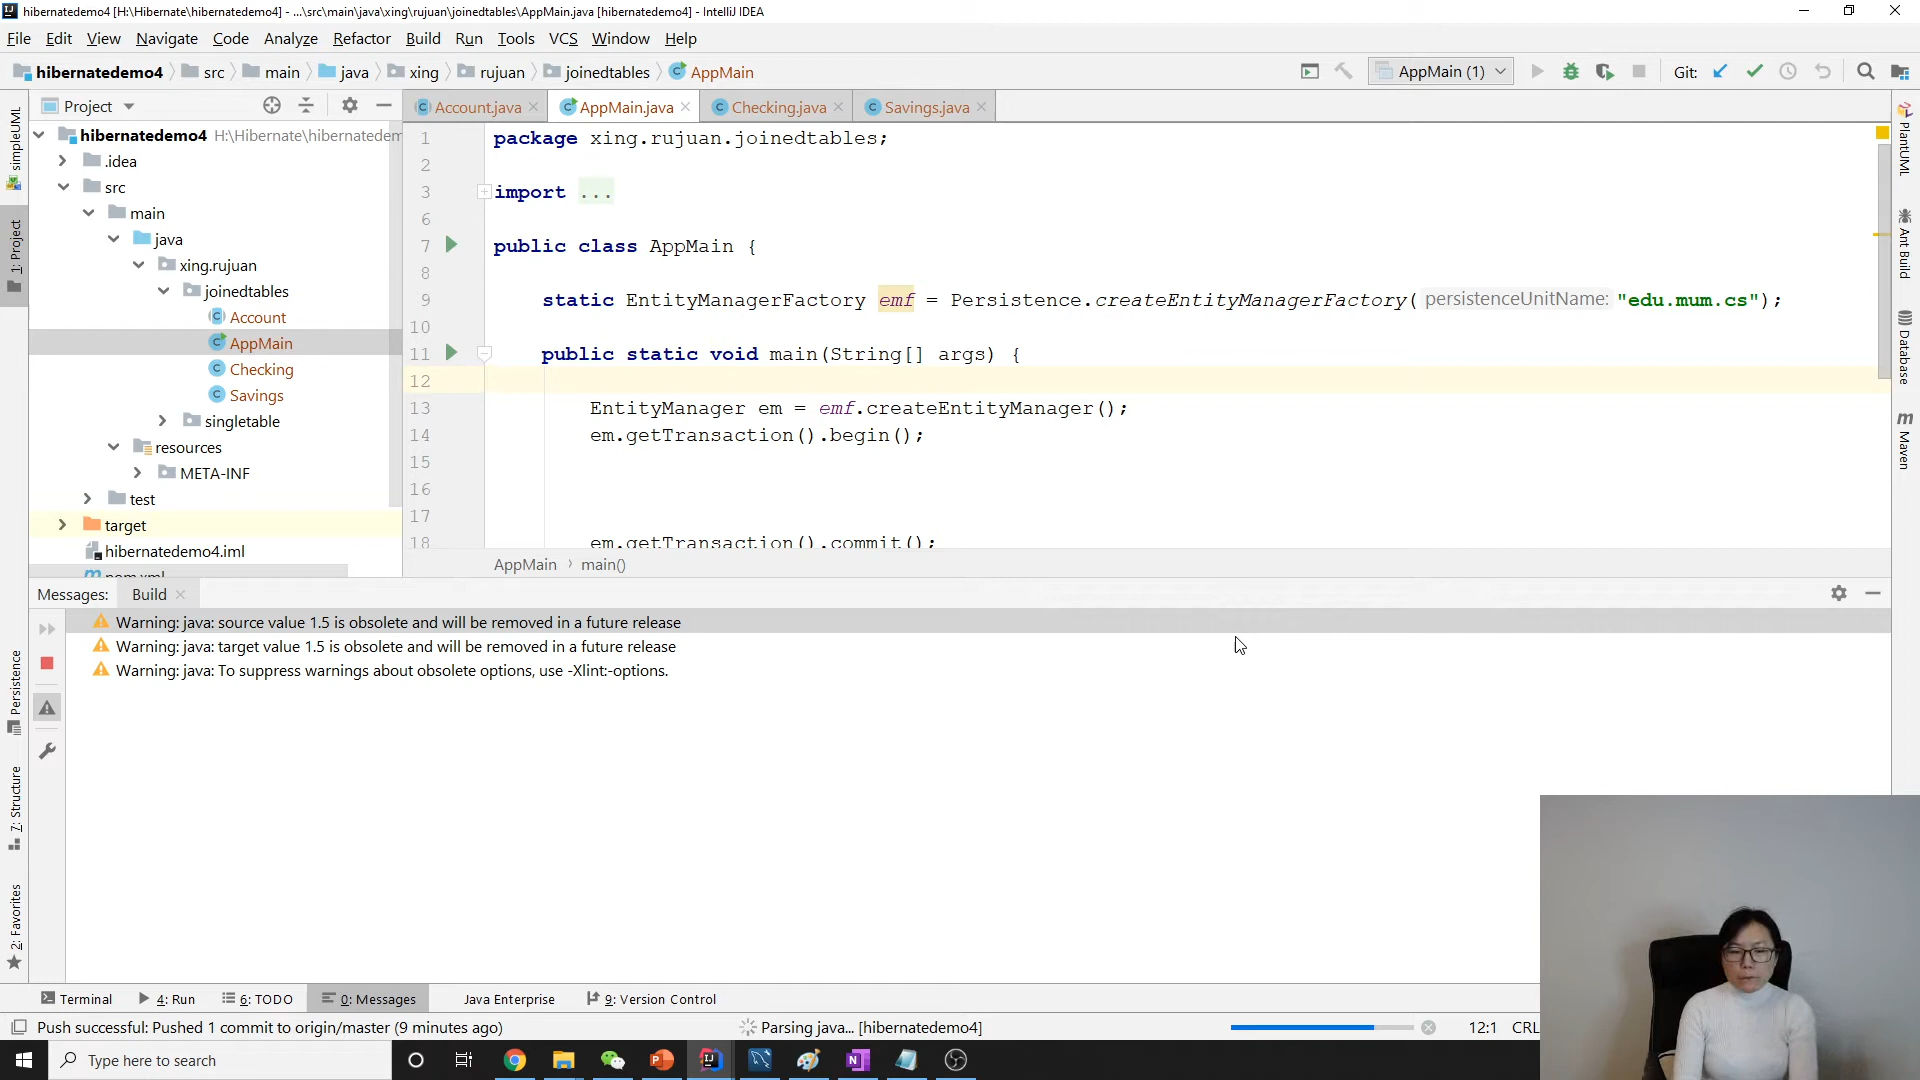 hibernatedemo4 [H:\Hibernate\hibernatedemo4] - ...\src\main\java\xing\rujuan\joinedtables\AppMain.java [hibernatedemo4] - IntelliJ IDEA
File Edit View Navigate Code Analyze Refactor Build Run Tools VCS Window Help
hibernatedemo4 src main java xing rujuan joinedtables AppMain AppMain (1) Git:
Project
Account.java AppMain.java Checking.java Savings.java
hibernatedemo4 H:\Hibernate\hibernatedem
.idea
src
main
java
xing.rujuan
joinedtables
Account
AppMain
Checking
Savings
singletable
resources
META-INF
test
target
hibernatedemo4.iml
pom.xml
1 package xing.rujuan.joinedtables;
2
3 import ...
6
7 public class AppMain {
8
9 static EntityManagerFactory emf = Persistence.createEntityManagerFactory( persistenceUnitName: "edu.mum.cs");
10
11 public static void main(String[] args) {
12
13 EntityManager em = emf.createEntityManager();
14 em.getTransaction().begin();
15
16
17
18 em.getTransaction().commit();
AppMain main()
simpleUML
1: Project
Persistence
7: Structure
2: Favorites
PlantUML
Ant Build
Database
Maven
Messages: Build
Warning: java: source value 1.5 is obsolete and will be removed in a future release
Warning: java: target value 1.5 is obsolete and will be removed in a future release
Warning: java: To suppress warnings about obsolete options, use -Xlint:-options.
Terminal 4: Run 6: TODO 0: Messages Java Enterprise 9: Version Control
Push successful: Pushed 1 commit to origin/master (9 minutes ago) Parsing java... [hibernatedemo4] 12:1 CRL
Type here to search